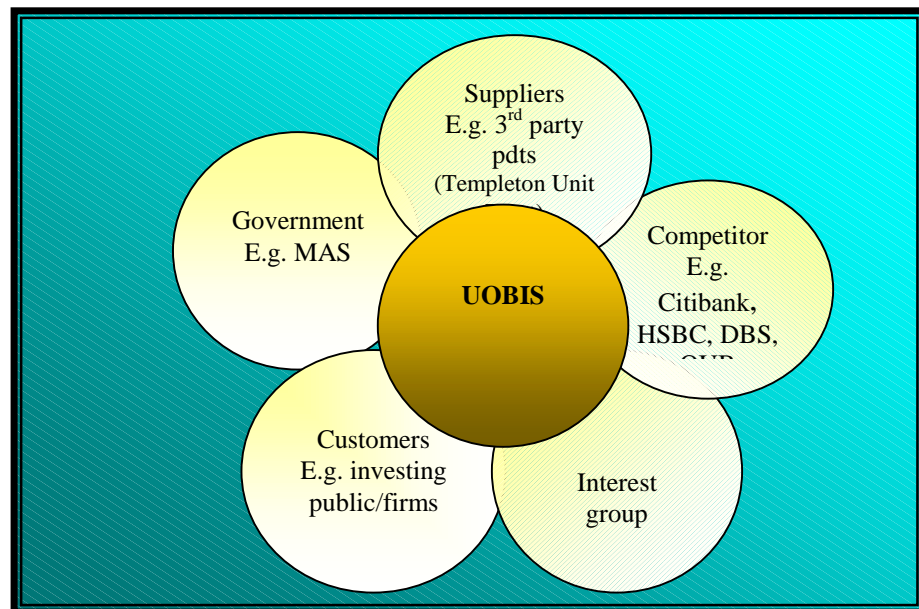 Suppliers
E.g. 3rd party
pdts
(Templeton Unit
Government
E.g. MAS
Competitor
E.g.
Citibank,
HSBC, DBS,
UOBIS
Customers
E.g. investing
public/firms
Interest
group